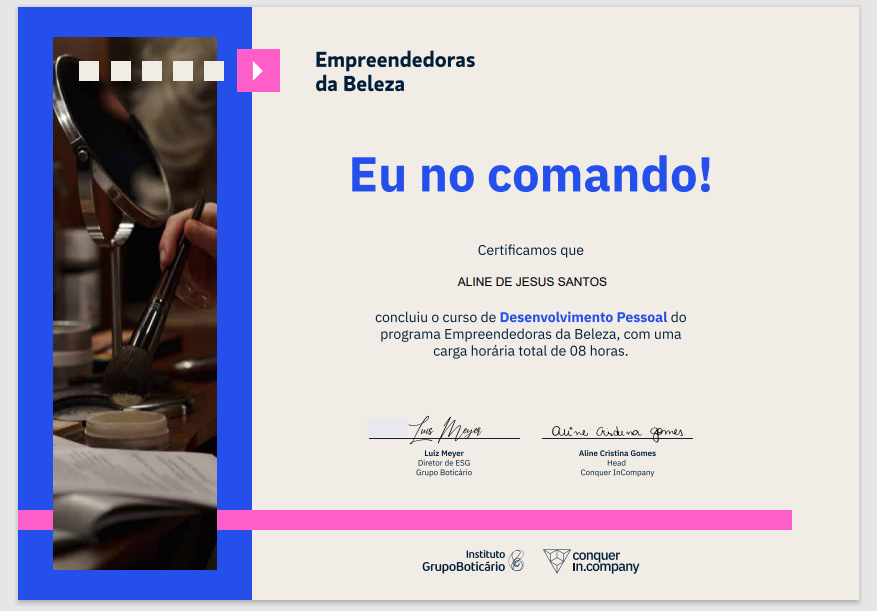 Empreendedoras
da Beleza
Eu no comando!
Certificamos que
ALINE DE JESUS SANTOS
concluiu o curso de Desenvolvimento Pessoal do
programa Empreendedoras da Beleza, com uma
carga horária total de 08 horas.
Luis Meyer
Aline Cristina Gomes
Luiz Meyer
Diretor de ESG
Grupo Boticário
Aline Cristina Gomes
Head
Conquer InCompany
Instituto
GrupoBoticário
conquer
In.company